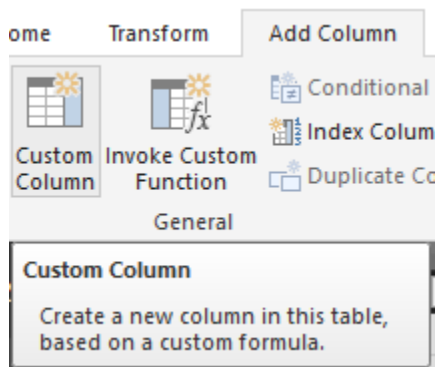 ome Transform Add Column
Custom Column
Invoke Custom Function
Conditional
Index Colum
Duplicate Co
General
Custom Column
Create a new column in this table,
based on a custom formula.